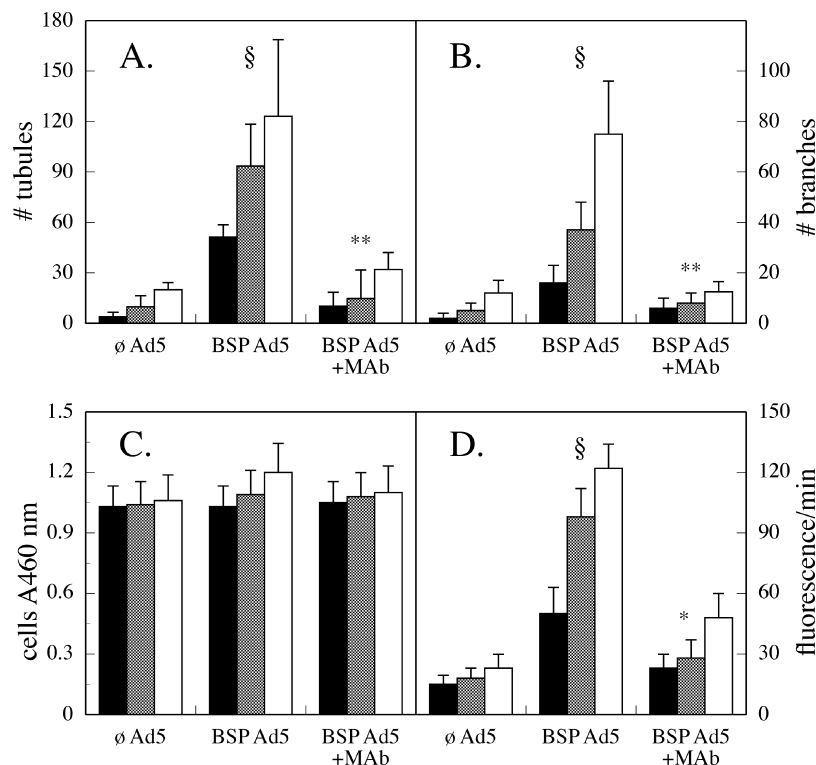 180
150
120
90
60
30
0
# tubules
A.
§
**
B.
§
**
100
80
60
40
20
0
# branches
ø Ad5
BSP Ad5
BSP Ad5
+MAb
ø Ad5
BSP Ad5
BSP Ad5
+MAb
1.5
1.2
0.9
0.6
0.3
0
cells A460 nm
C.
D.
§
*
150
120
90
60
30
0
fluorescence/min
ø Ad5
BSP Ad5
BSP Ad5
+MAb
ø Ad5
BSP Ad5
BSP Ad5
+MAb